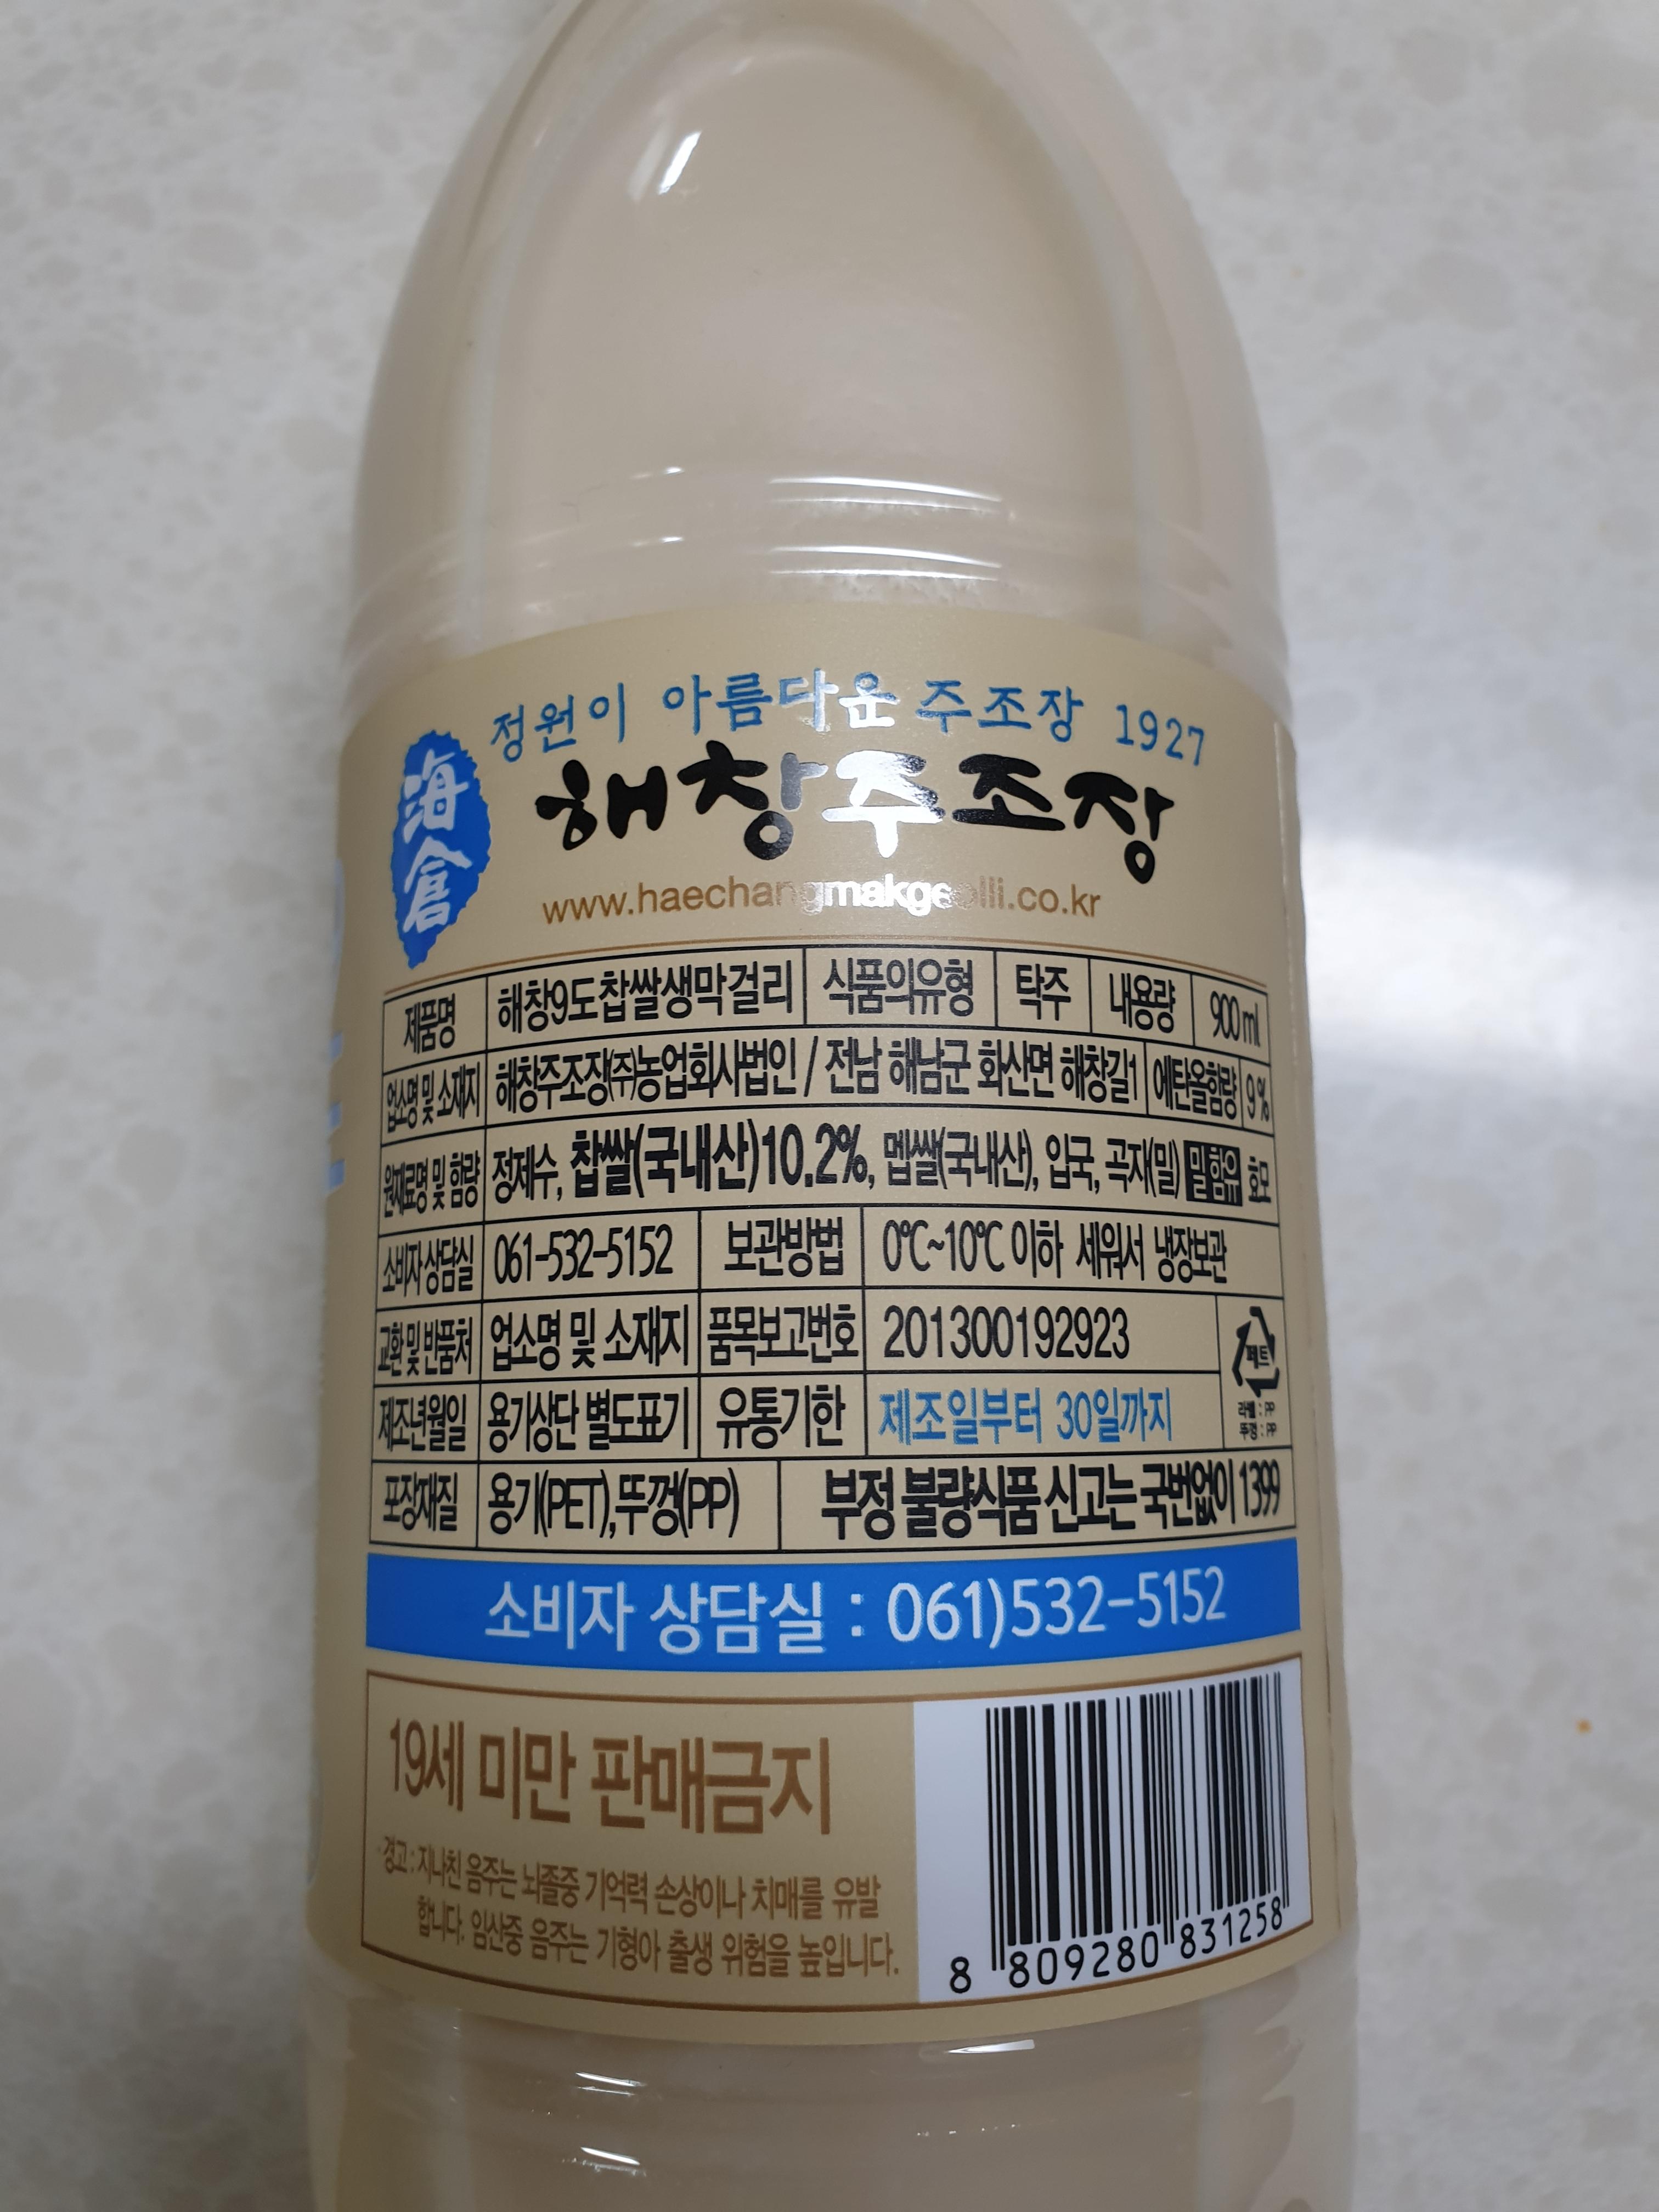 정원이 아름다운 주조장 1927
海倉
해창주조장
www.haechangmakgeolli.co.kr
제품명 해창9도찹쌀생막걸리 식품의유형 탁주 내용량 900ml
업소명 및 소재지 해창주조장(주)농업회사법인 / 전남 해남군 화산면 해창길1 에탄올함량 9%
원재료명 및 함량 정제수, 찹쌀(국내산)10.2%, 멥쌀(국내산), 입국, 곡자(밀) 밀함유 효모
소비자상담실 061-532-5152 보관방법 0℃~10℃ 이하 세워서 냉장보관
교환 및 반품처 업소명 및 소재지 품목보고번호 201300192923
페트
라벨 : PP
뚜껑 : PP
제조년월일 용기상단 별도표기 유통기한 제조일부터 30일까지
포장재질 용기(PET),뚜껑(PP) 부정 불량식품 신고는 국번없이 1399
소비자 상담실 : 061)532-5152
19세 미만 판매금지
경고 : 지나친 음주는 뇌졸중 기억력 손상이나 치매를 유발
합니다. 임산중 음주는 기형아 출생 위험을 높입니다.
8 809280 831258